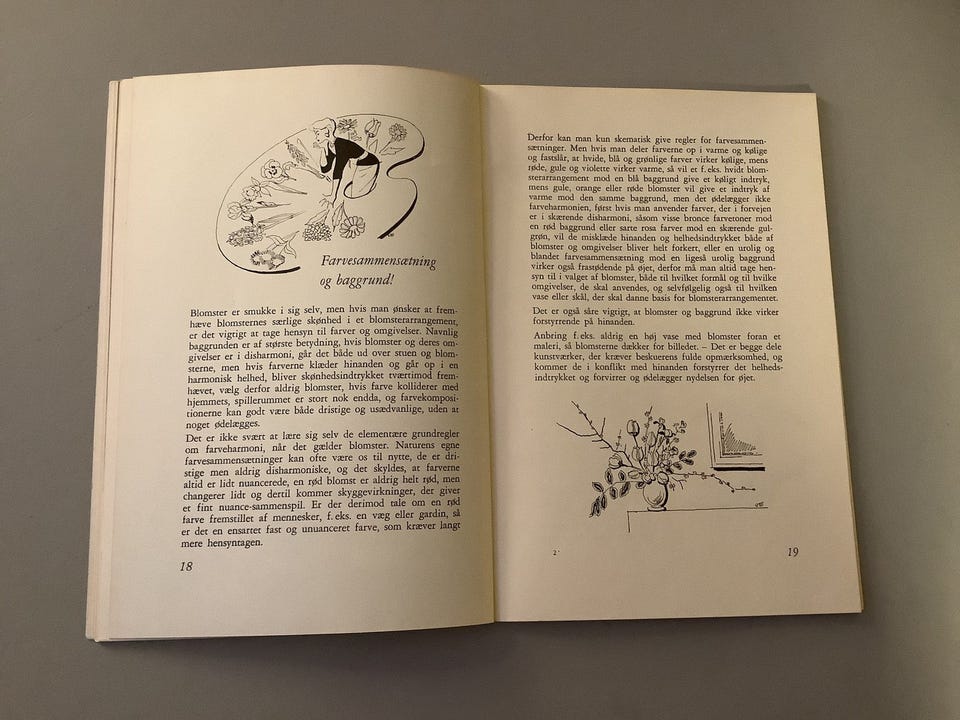 Farvesammensætning
og baggrund!
Blomster er smukke i sig selv, men hvis man ønsker at frem-
hæve blomsternes særlige skønhed i et blomsterarrangement,
er det vigtigt at tage hensyn til farver og omgivelser. Navnlig
baggrunden er af største betydning, hvis blomster og deres om-
givelser er i disharmoni, går det både ud over stuen og blom-
sterne, men hvis farverne klæder hinanden og går op i en
harmonisk helhed, bliver skønhedsindtrykket tværtimod frem-
hævet, vælg derfor aldrig blomster, hvis farve kolliderer med
hjemmets, spillerummet er stort nok endda, og farvekomposi-
tionerne kan godt være både dristige og usædvanlige, uden at
noget ødelægges.
Det er ikke svært at lære sig selv de elementære grundregler
om farveharmoni, når det gælder blomster. Naturens egne
farvesammensætninger kan ofte være os til nytte, de er dri-
stige men aldrig disharmoniske, og det skyldes, at farverne
altid er lidt nuancerede, en rød blomst er aldrig helt rød, men
changerer lidt og dertil kommer skyggevirkninger, der giver
et fint nuance-sammenspil. Er der derimod tale om en rød
farve fremstillet af mennesker, f. eks. en væg eller gardin, så
er det en ensartet fast og unuanceret farve, som kræver langt
mere hensyntagen.
18
Derfor kan man kun skematisk give regler for farvesammen-
sætninger. Men hvis man deler farverne op i varme og kølige
og fastslår, at hvide, blå og grønlige farver virker kølige, mens
røde, gule og violette virker varme, så vil et f. eks. hvidt blom-
sterarrangement mod en blå baggrund give et køligt indtryk,
mens gule, orange eller røde blomster vil give et indtryk af
varme mod den samme baggrund, men det ødelægger ikke
farveharmonien, først hvis man anvender farver, der i forvejen
er i skærende disharmoni, såsom visse bronce farvetoner mod
en rød baggrund eller sarte rosa farver mod en skærende gul-
grøn, vil de misklæde hinanden og helhedsindtrykket både af
blomster og omgivelser bliver helt forkert, eller en urolig og
blandet farvesammensætning mod en ligeså urolig baggrund
virker også frastødende på øjet, derfor må man altid tage hen-
syn til i valget af blomster, både til hvilket formål og til hvilke
omgivelser, de skal anvendes, og selvfølgelig også til hvilken
vase eller skål, der skal danne basis for blomsterarrangementet.
Det er også såre vigtigt, at blomster og baggrund ikke virker
forstyrrende på hinanden.
Anbring f. eks. aldrig en høj vase med blomster foran et
maleri, så blomsterne dækker for billedet. – Det er begge dele
kunstværker, der kræver beskuerens fulde opmærksomhed, og
kommer de i konflikt med hinanden forstyrrer det helheds-
indtrykket og forvirrer og ødelægger nydelsen for øjet.
2*
19